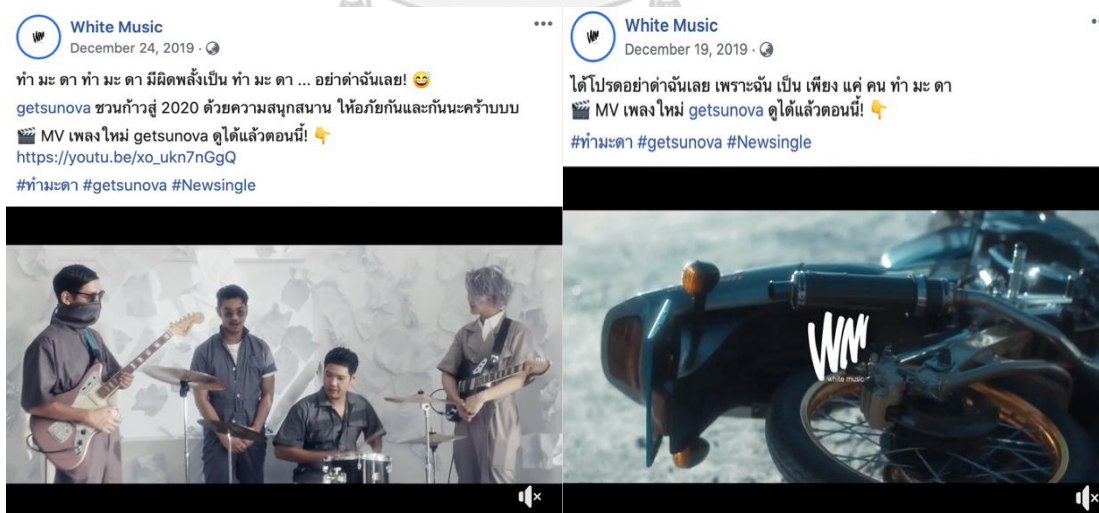 White Music
December 24, 2019 ·
ทำ มะ ดา ทำ มะ ดา มีผิดพลั้งเป็น ทำ มะ ดา ... อย่าด่าฉันเลย! 😅
getsunova ชวนก้าวสู่ 2020 ด้วยความสนุกสนาน ให้อภัยกันและกันนะคร้าบบบ
🎬 MV เพลงใหม่ getsunova ดูได้แล้วตอนนี้! 👇
https://youtu.be/xo_ukn7nGgQ
#ทำมะดา #getsunova #Newsingle
White Music
December 19, 2019 ·
ได้โปรดอย่าด่าฉันเลย เพราะฉัน เป็น เพียง แค่ คน ทำ มะ ดา
🎬 MV เพลงใหม่ getsunova ดูได้แล้วตอนนี้! 👇
#ทำมะดา #getsunova #Newsingle
WM
white music